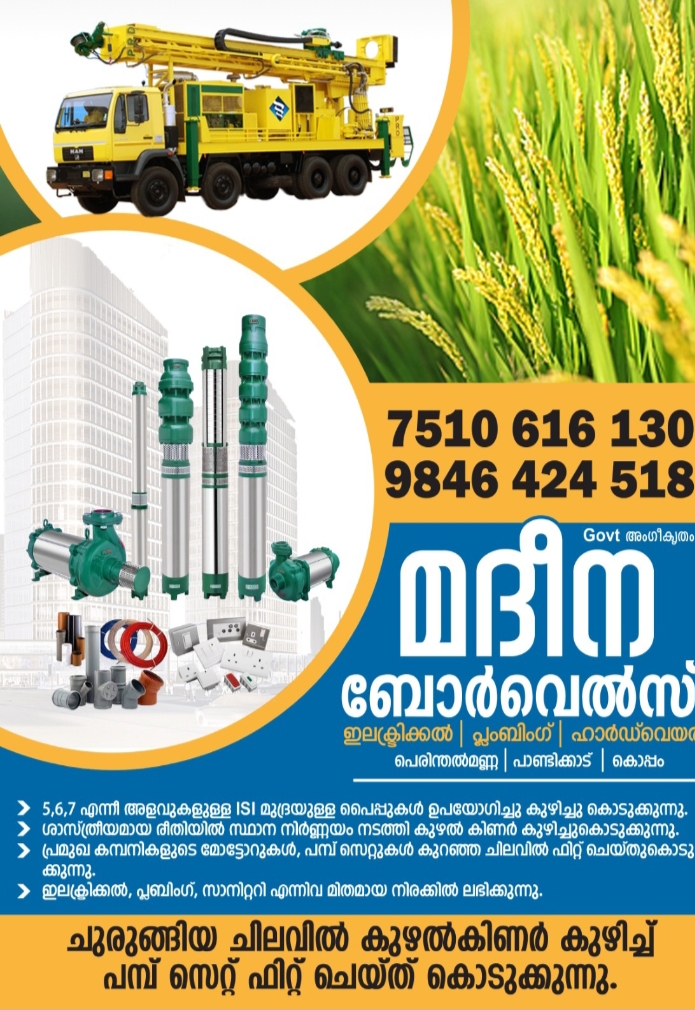 MAN
7510 616 130
9846 424 518
Govt അംഗീകൃതം
മദീന
ബോർവെൽസ്
ഇലക്ട്രിക്കൽ | പ്ലംബിംഗ് | ഹാർഡ്‌വെയർ
പെരിന്തൽമണ്ണ | പാണ്ടിക്കാട് | കൊപ്പം
5,6,7 എന്നീ അളവുകളുള്ള ISI മുദ്രയുള്ള പൈപ്പുകൾ ഉപയോഗിച്ചു കുഴിച്ചു കൊടുക്കുന്നു.
ശാസ്ത്രീയമായ രീതിയിൽ സ്ഥാന നിർണ്ണയം നടത്തി കുഴൽ കിണർ കുഴിച്ചുകൊടുക്കുന്നു.
പ്രമുഖ കമ്പനികളുടെ മോട്ടോറുകൾ, പമ്പ് സെറ്റുകൾ കുറഞ്ഞ ചിലവിൽ ഫിറ്റ് ചെയ്തുകൊടു
ക്കുന്നു.
ഇലക്ട്രിക്കൽ, പ്ലബിംഗ്, സാനിറ്ററി എന്നിവ മിതമായ നിരക്കിൽ ലഭിക്കുന്നു.
ചുരുങ്ങിയ ചിലവിൽ കുഴൽകിണർ കുഴിച്ച്
പമ്പ് സെറ്റ് ഫിറ്റ് ചെയ്ത് കൊടുക്കുന്നു.